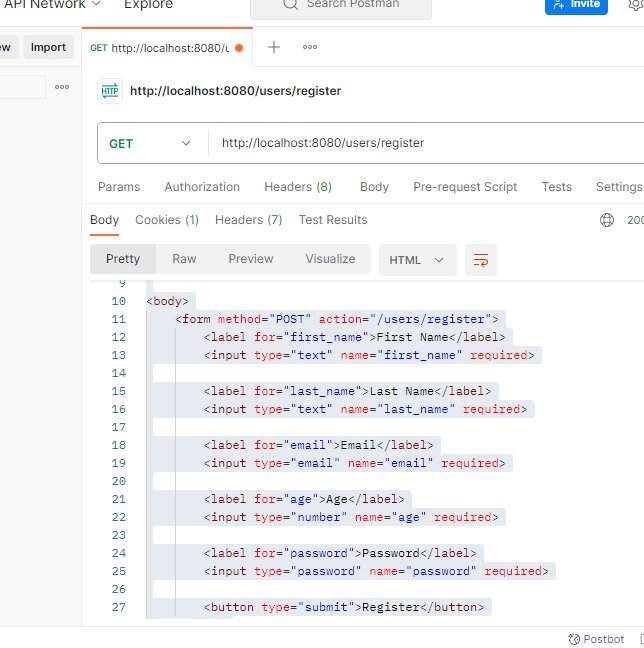 API Network Explore Search Postman Invite
Import GET http://localhost:8080/
HTTP http://localhost:8080/users/register
GET http://localhost:8080/users/register
Params Authorization Headers (8) Body Pre-request Script Tests Settings
Body Cookies (1) Headers (7) Test Results 200
Pretty Raw Preview Visualize HTML
9
10 <body>
11 <form method="POST" action="/users/register">
12 <label for="first_name">First Name</label>
13 <input type="text" name="first_name" required>
14
15 <label for="last_name">Last Name</label>
16 <input type="text" name="last_name" required>
17
18 <label for="email">Email</label>
19 <input type="email" name="email" required>
20
21 <label for="age">Age</label>
22 <input type="number" name="age" required>
23
24 <label for="password">Password</label>
25 <input type="password" name="password" required>
26
27 <button type="submit">Register</button>
Postbot